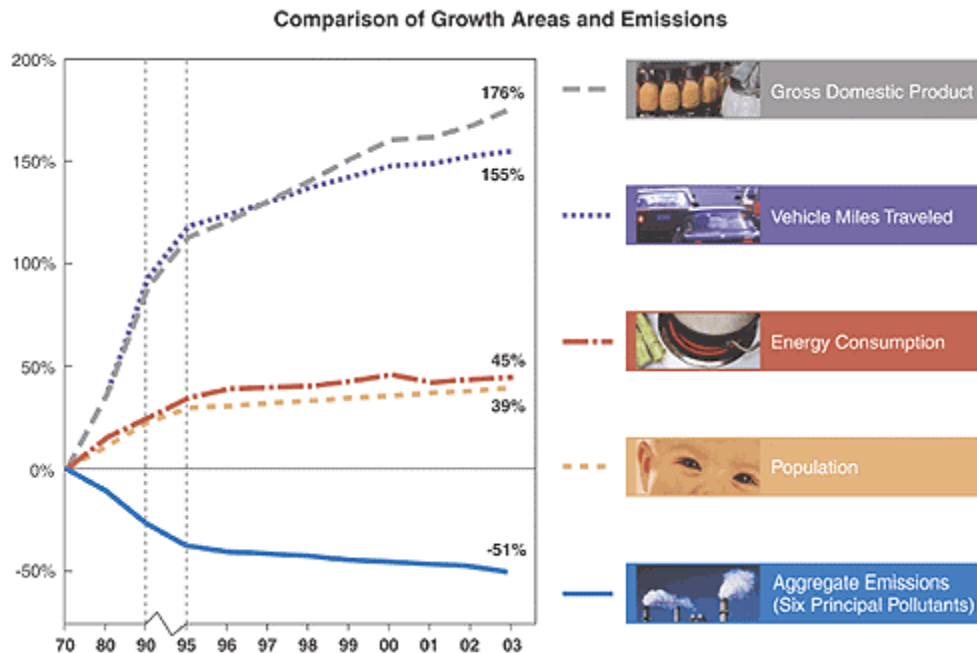 Comparison of Growth Areas and Emissions
200%
150%
100%
50%
0%
-50%
176%
155%
45%
39%
-51%
70 80 90 95 96 97 98 99 00 01 02 03
Gross Domestic Product
Vehicle Miles Traveled
Energy Consumption
Population
Aggregate Emissions
(Six Principal Pollutants)